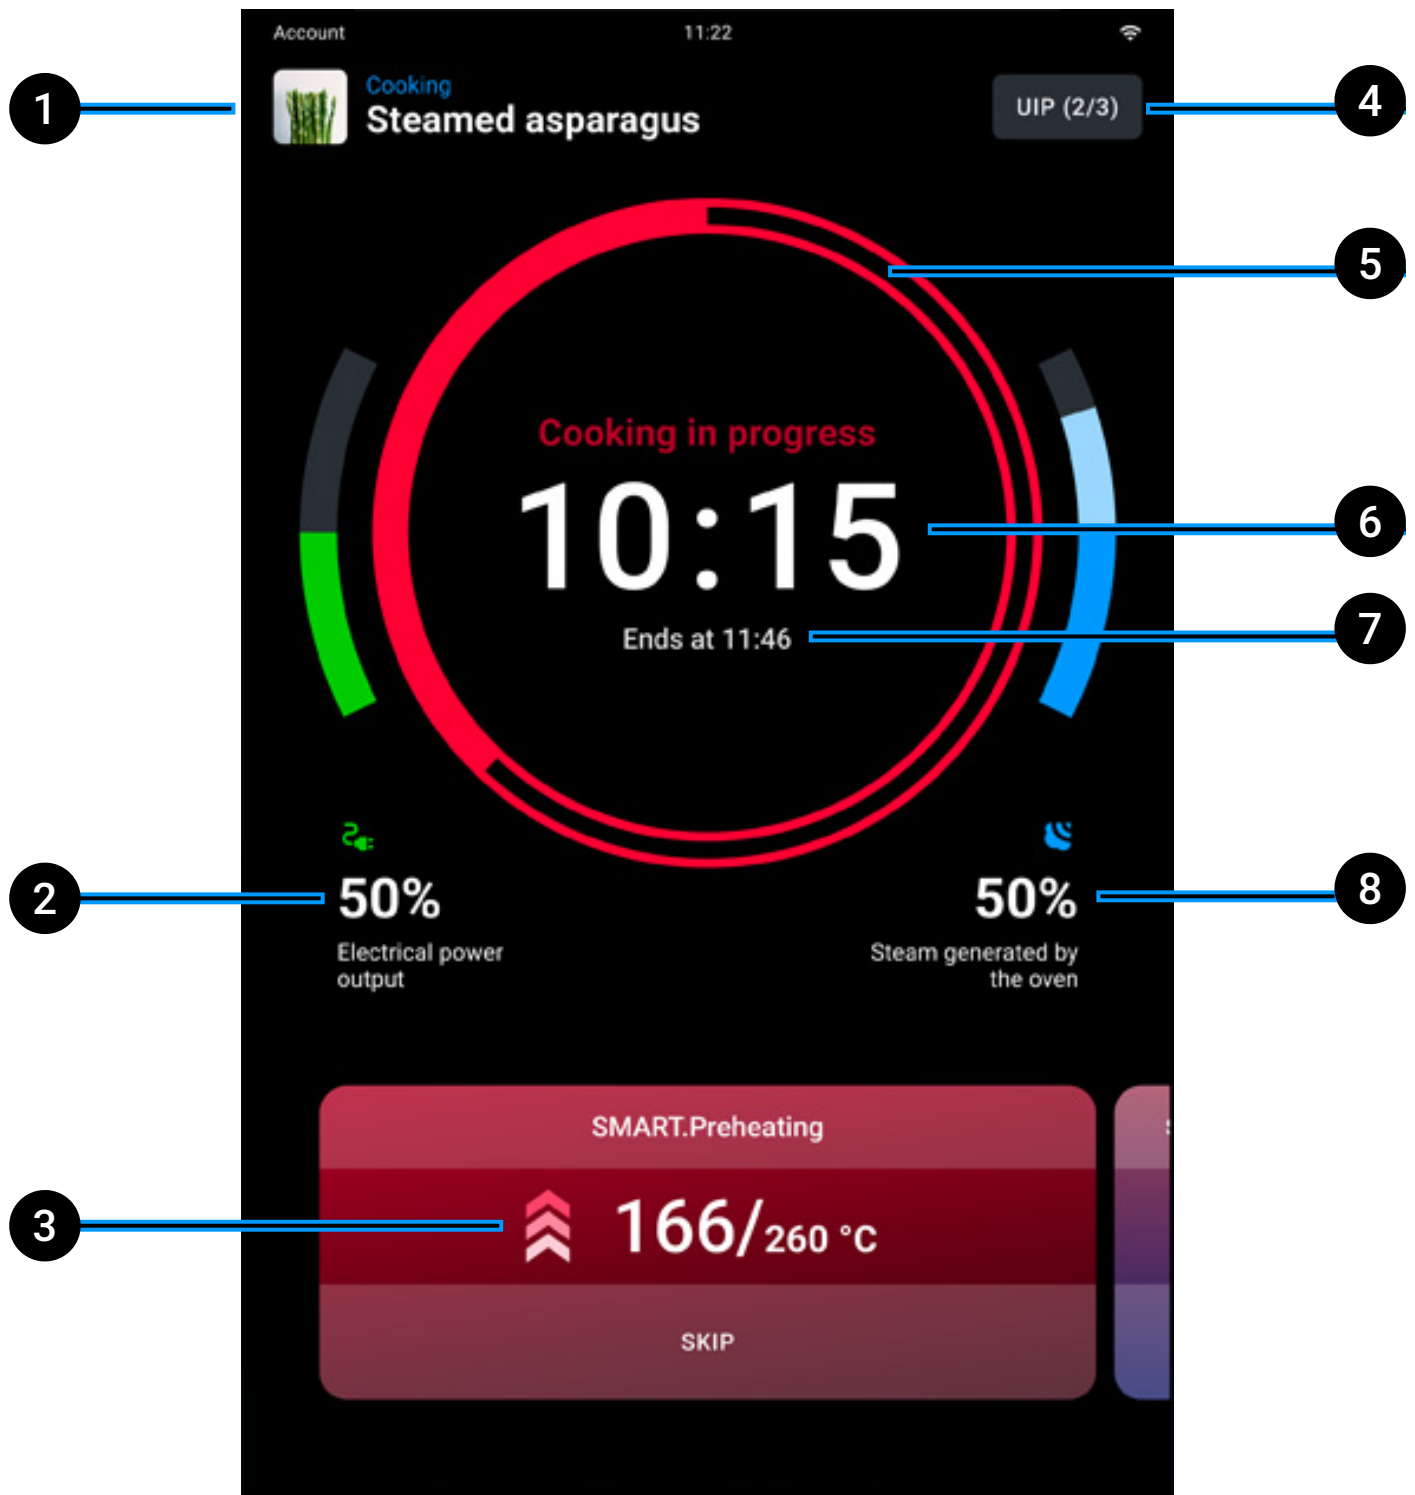 Account
11:22
1
Cooking
Steamed asparagus
UIP (2/3)
4
5
Cooking in progress
10:15
6
Ends at 11:46
7
2
50%
Electrical power
output
50%
8
Steam generated by
the oven
SMART.Preheating
3
166/260 °C
SKIP